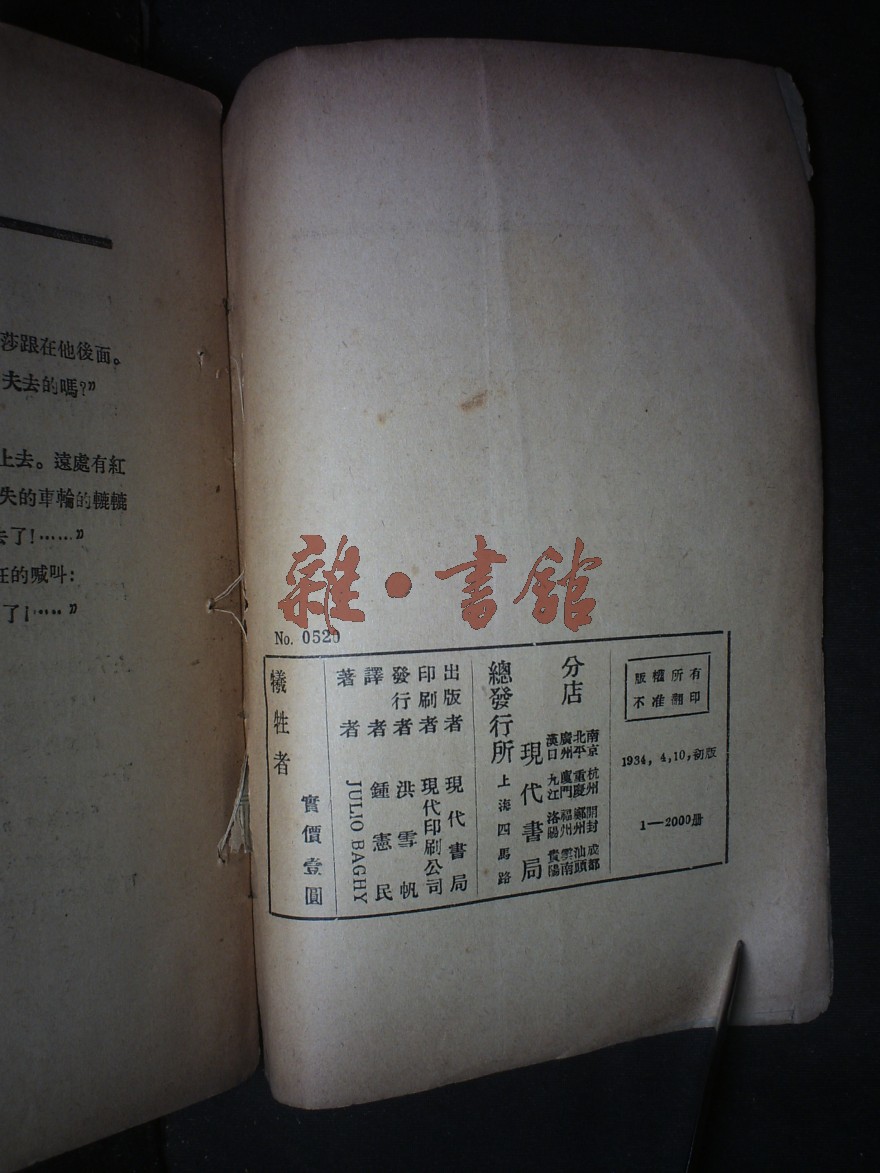 莎跟在他後面。
夫去的嗎?”
上去。遠處有紅
失的車輪的轆轆
去了!……”
狂的喊叫:
了!……”
雜·書館
No. 0520
版權所有
不准翻印
1934, 4, 10, 初版
1—2000册
分店
南京 杭州 開封 成都
北平 重慶 鄭州 汕頭
廣州 廈門 福州 雲南
漢口 九江 洛陽 貴陽
總發行所 現代書局
上海四馬路
出版者 現代書局
印刷者 現代印刷公司
發行者 洪雪帆
譯者 鍾憲民
著者 JULIO BAGHY
犧牲者
實價壹圓